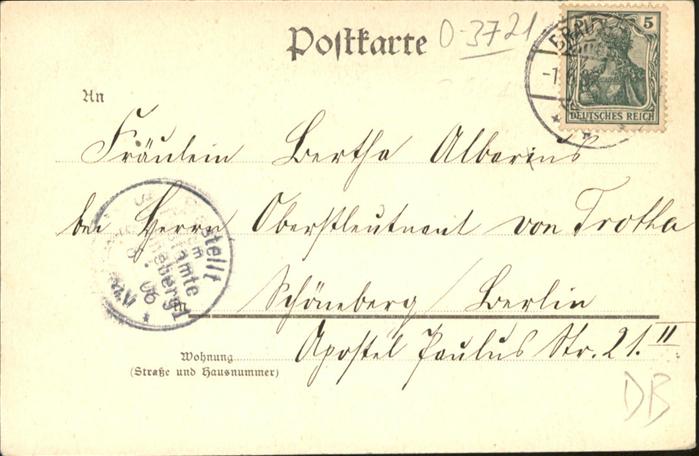 Postkarte
0-3721
5
DEUTSCHES REICH
An
Fräulein Bertha Albarius
bei Herrn Oberstleutnant von Trotha
Schöneberg / Berlin
Wohnung
Apostel Paulus Str. 21. II
(Straße und Hausnummer)
DB